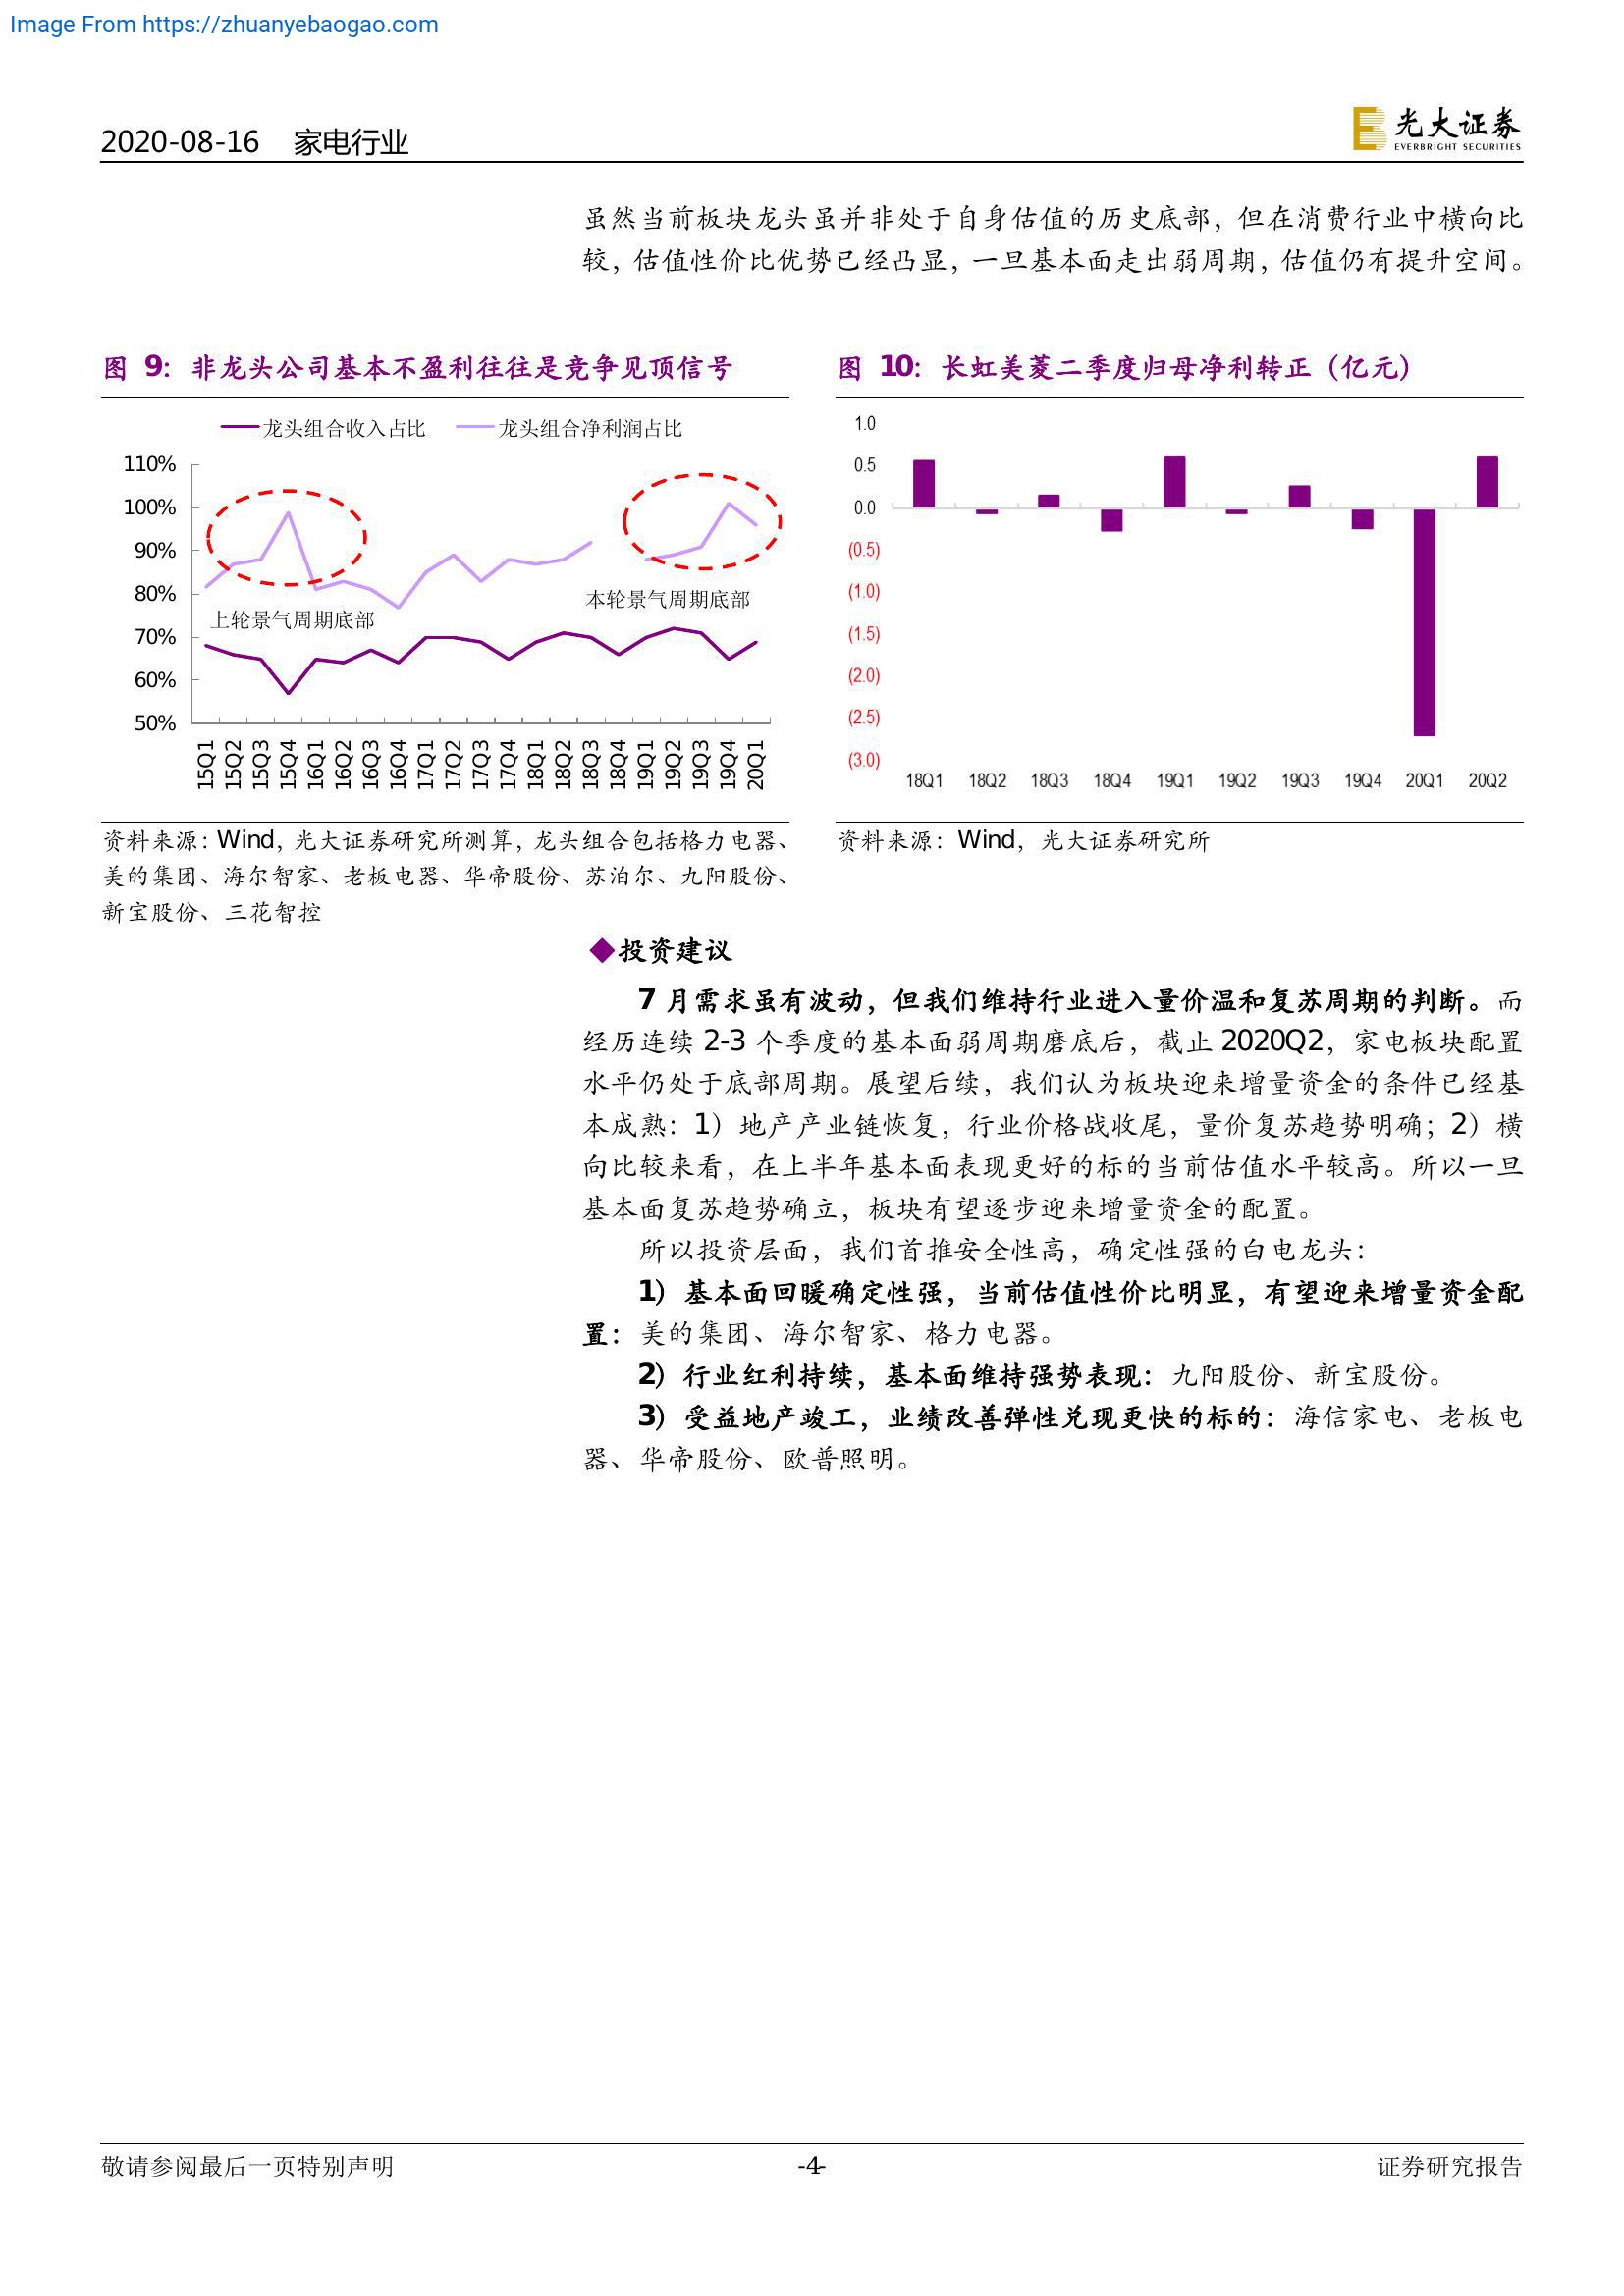 Image From https://zhuanyebaogao.com
2020-08-16 家电行业
光大证券
EVERBRIGHT SECURITIES
虽然当前板块龙头虽并非处于自身估值的历史底部，但在消费行业中横向比
较，估值性价比优势已经凸显，一旦基本面走出弱周期，估值仍有提升空间。
图 9：非龙头公司基本不盈利往往是竞争见顶信号
龙头组合收入占比 龙头组合净利润占比
110%
100%
90%
80%
70%
60%
50%
上轮景气周期底部
本轮景气周期底部
15Q1 15Q2 15Q3 15Q4 16Q1 16Q2 16Q3 16Q4 17Q1 17Q2 17Q3 17Q4 18Q1 18Q2 18Q3 18Q4 19Q1 19Q2 19Q3 19Q4 20Q1
资料来源：Wind，光大证券研究所测算，龙头组合包括格力电器、
美的集团、海尔智家、老板电器、华帝股份、苏泊尔、九阳股份、
新宝股份、三花智控
图 10：长虹美菱二季度归母净利转正（亿元）
1.0
0.5
0.0
(0.5)
(1.0)
(1.5)
(2.0)
(2.5)
(3.0)
18Q1 18Q2 18Q3 18Q4 19Q1 19Q2 19Q3 19Q4 20Q1 20Q2
资料来源：Wind，光大证券研究所
◆投资建议
7 月需求虽有波动，但我们维持行业进入量价温和复苏周期的判断。而
经历连续 2-3 个季度的基本面弱周期磨底后，截止 2020Q2，家电板块配置
水平仍处于底部周期。展望后续，我们认为板块迎来增量资金的条件已经基
本成熟：1）地产产业链恢复，行业价格战收尾，量价复苏趋势明确；2）横
向比较来看，在上半年基本面表现更好的标的当前估值水平较高。所以一旦
基本面复苏趋势确立，板块有望逐步迎来增量资金的配置。
所以投资层面，我们首推安全性高，确定性强的白电龙头：
1）基本面回暖确定性强，当前估值性价比明显，有望迎来增量资金配
置：美的集团、海尔智家、格力电器。
2）行业红利持续，基本面维持强势表现：九阳股份、新宝股份。
3）受益地产竣工，业绩改善弹性兑现更快的标的：海信家电、老板电
器、华帝股份、欧普照明。
敬请参阅最后一页特别声明
-4-
证券研究报告